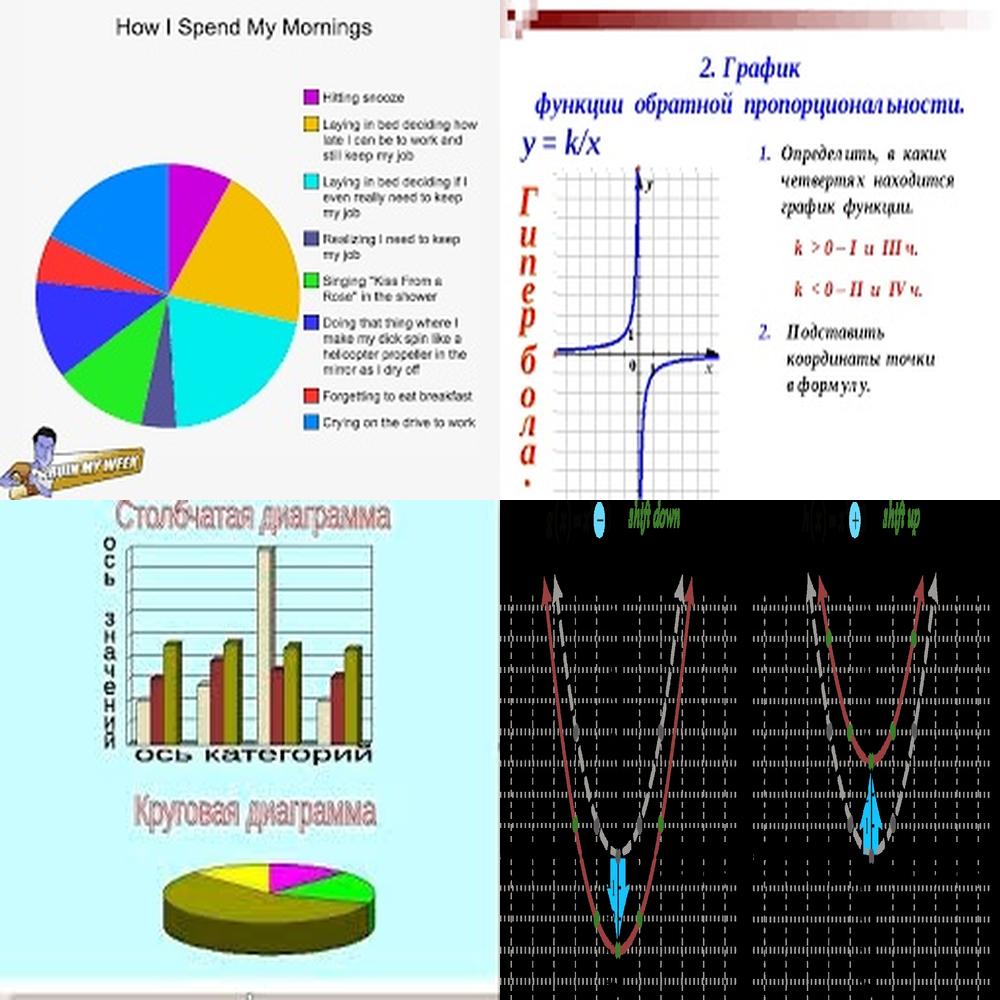 How I Spend My Mornings
Hitting snooze
Laying in bed deciding how
late I can be to work and
still keep my job
Laying in bed deciding if I
even really need to keep
my job
Realizing I need to keep
my job
Singing "Kiss From a
Rose" in the shower
Doing that thing where I
make my dick spin like a
helicopter propeller in the
mirror as I dry off
Forgetting to eat breakfast
Crying on the drive to work
RUIN MY WEEK
2. График
функции обратной пропорциональности.
y = k/x
Гипербола.
y
1
0
x
1. Определить, в каких
четвертях находится
график функции.
k > 0 – I и III ч.
k < 0 – II и IV ч.
2. Подставить
координаты точки
в формулу.
Столбчатая диаграмма
ось значений
ось категорий
Круговая диаграмма
− shift down
+ shift up